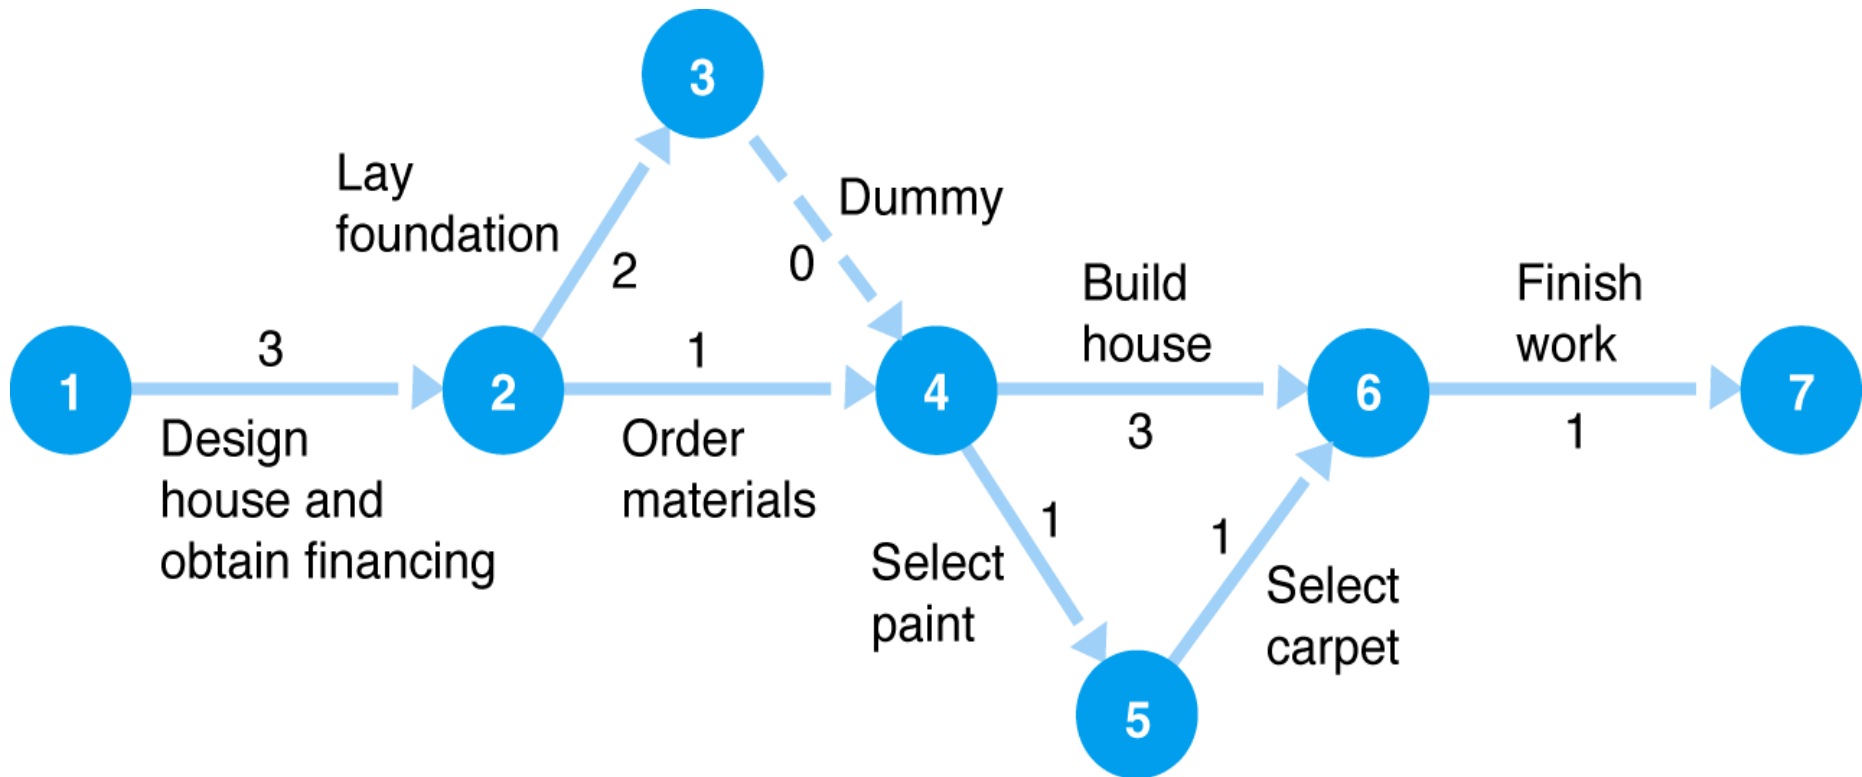 3
Lay
foundation
2
Dummy
0
Build
house
Finish
work
3
1
1
2
4
6
7
Design
house and
obtain financing
Order
materials
3
1
1
1
Select
paint
Select
carpet
5